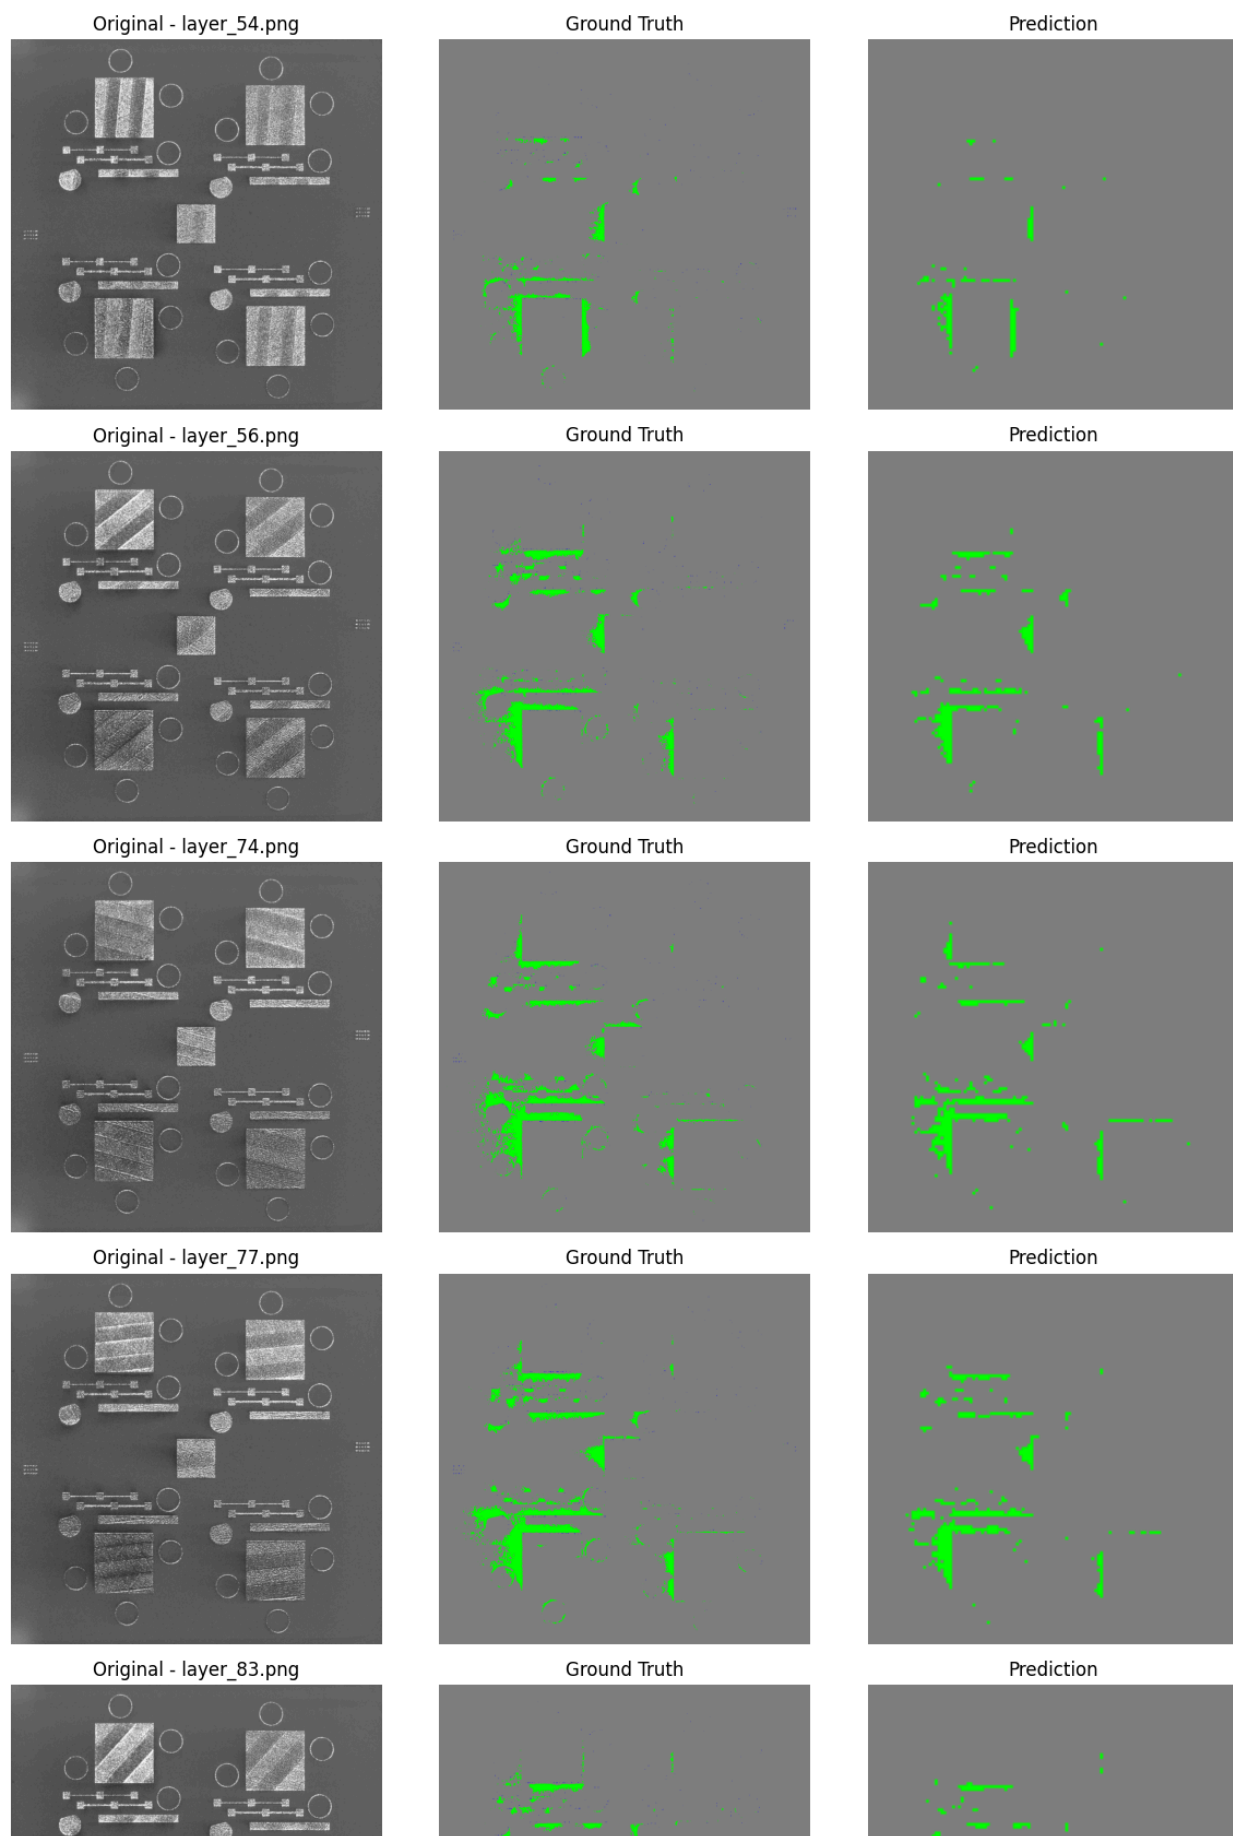 Original - layer_54.png
Ground Truth
Prediction
Original - layer_56.png
Ground Truth
Prediction
Original - layer_74.png
Ground Truth
Prediction
Original - layer_77.png
Ground Truth
Prediction
Original - layer_83.png
Ground Truth
Prediction